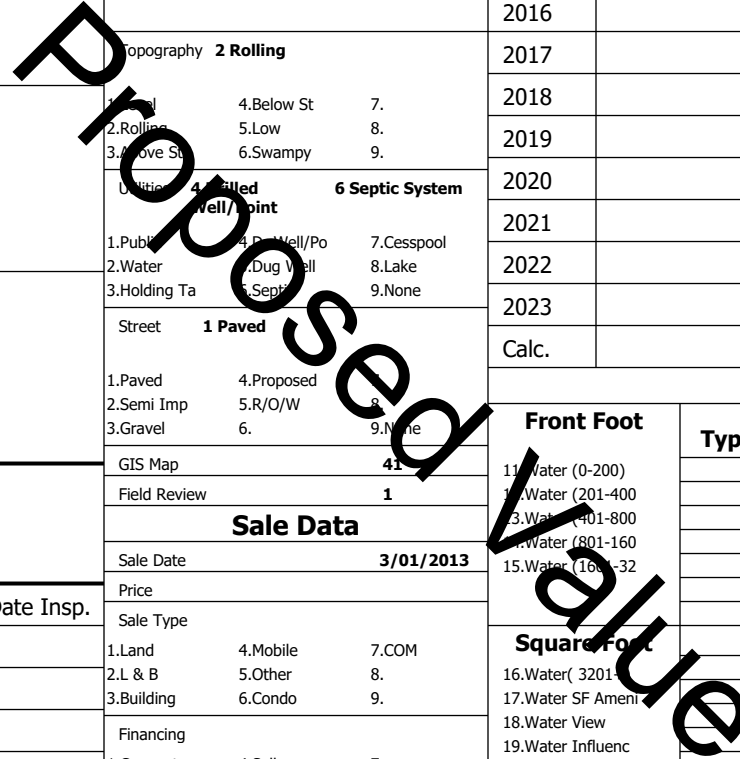 Topography 2 Rolling
4.Below St 7.
2.Rolling 5.Low 8.
3.Above St 6.Swampy 9.
Utilities 4 Drilled Well/Point 6 Septic System
4.Dr Well/Po 7.Cesspool
2.Water Dug Well 8.Lake
3.Holding Ta Septic 9.None
Street 1 Paved
1.Paved 4.Proposed
2.Semi Imp 5.R/O/W 8.
3.Gravel 6. 9.None
GIS Map 41
Field Review 1
Sale Data
Sale Date 3/01/2013
Price
Sale Type
1.Land 4.Mobile 7.COM
2.L & B 5.Other 8.
3.Building 6.Condo 9.
Financing
Date Insp.
2016
2017
2018
2019
2020
2021
2022
2023
Calc.
Front Foot
Typ
11.Water (0-200)
12.Water (201-400
13.Water (401-800
14.Water (801-160
15.Water (1601-32
Square Foot
16.Water( 3201-
17.Water SF Ameni
18.Water View
19.Water Influenc
Proposed Value